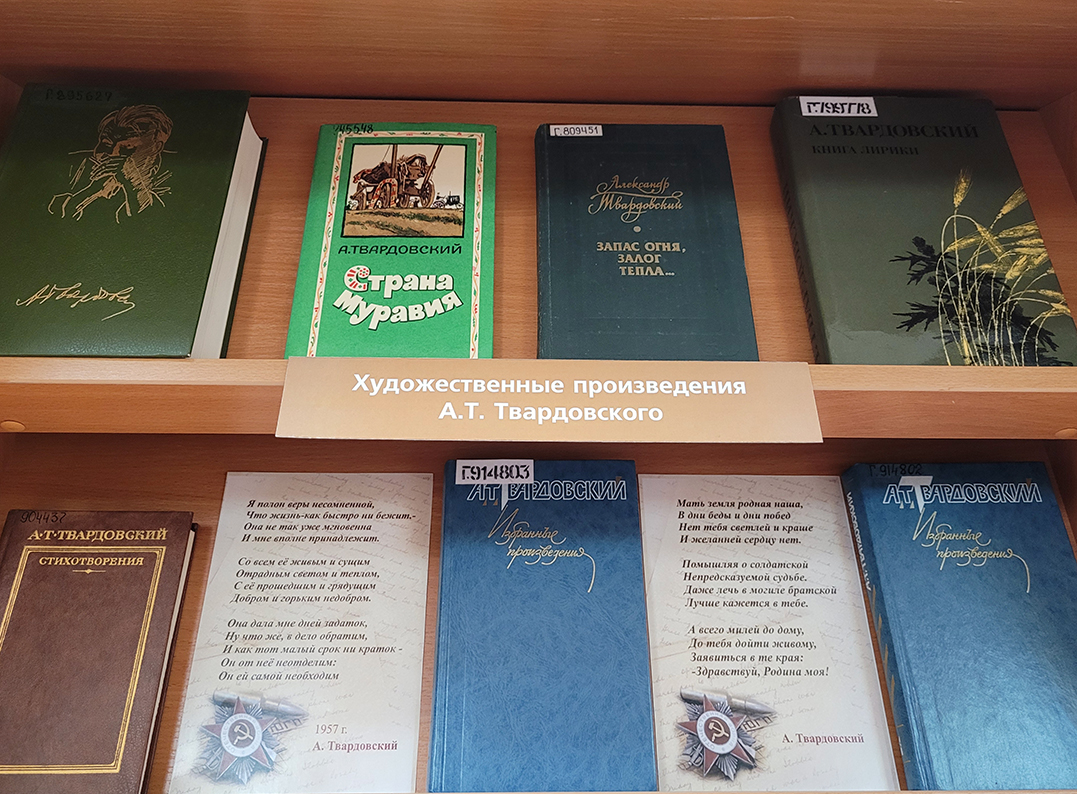 Г 895629
А Твардовский
45548
А.ТВАРДОВСКИЙ
Страна
Муравия
Г.809451
Александр
Твардовский
ЗАПАС ОГНЯ,
ЗАЛОГ
ТЕПЛА...
Г.795778
А.ТВАРДОВСКИЙ
КНИГА ЛИРИКИ
Художественные произведения
А.Т. Твардовского
904437
А·Т·ТВАРДОВСКИЙ
СТИХОТВОРЕНИЯ
Я полон веры несомненной,
Что жизнь-как быстро ни бежит,-
Она не так уже мгновенна
И мне вполне принадлежит.
Со всем её живым и сущим
Отрадным светом и теплом,
С её прошедшим и грядущим
Добром и горьким недобром.
Она дала мне дней задаток,
Ну что же, в дело обратим,
И как тот малый срок ни краток -
Он от неё неотделим:
Он ей самой необходим
1957 г.
А. Твардовский
Г.914803
А.Т.ТВАРДОВСКИЙ
Избранные
произведения
Мать земля родная наша,
В дни беды и дни побед
Нет тебя светлей и краше
И желанней сердцу нет.
Помышляя о солдатской
Непредсказуемой судьбе.
Даже лечь в могиле братской
Лучше кажется в тебе.
А всего милей до дому,
До тебя дойти живому,
Заявиться в те края:
-Здравствуй, Родина моя!
А. Твардовский
Г.914802
А.Т.ТВАРДОВСКИЙ
Избранные
произведения